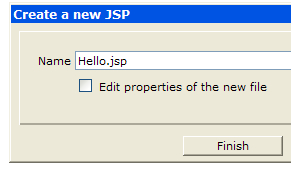 Create a new JSP
Name Hello.jsp
Edit properties of the new file
Finish